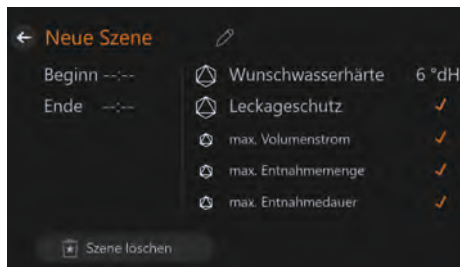 Neue Szene
Beginn --:--
Ende --:--
Wunschwasserhärte 6 °dH
Leckageschutz
max. Volumenstrom
max. Entnahmemenge
max. Entnahmedauer
Szene löschen